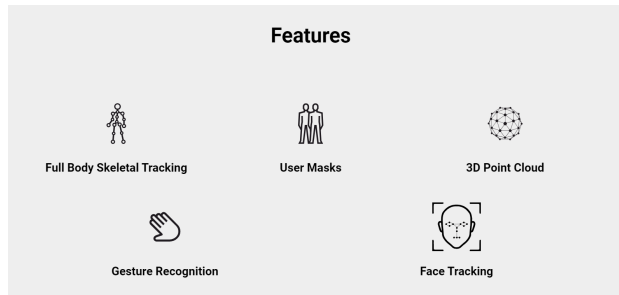 Features
Full Body Skeletal Tracking
User Masks
3D Point Cloud
Gesture Recognition
Face Tracking